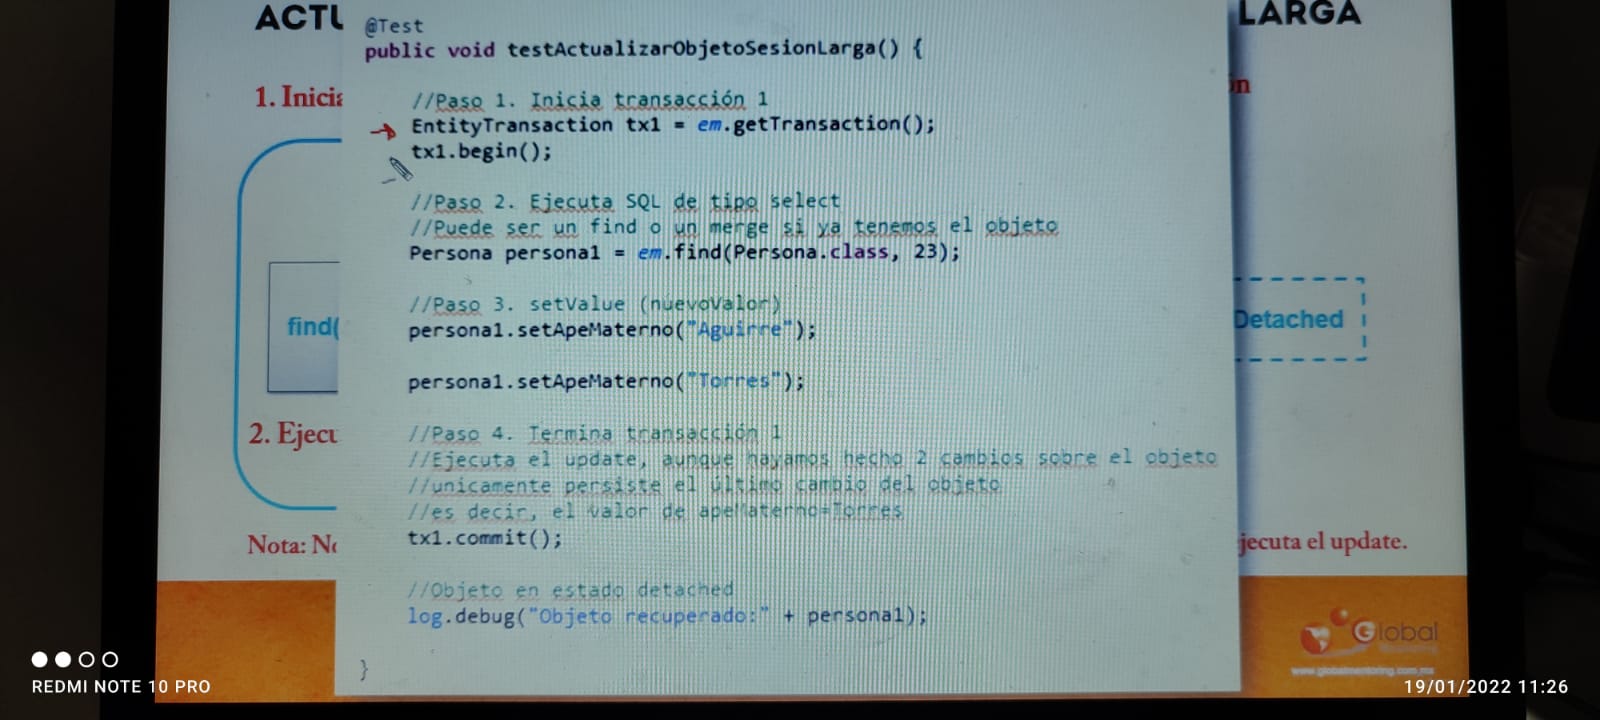 ACTU
LARGA
@Test
public void testActualizarObjetoSesionLarga() {
1. Inicia
ón
//Paso 1. Inicia transacción 1
EntityTransaction tx1 = em.getTransaction();
tx1.begin();
//Paso 2. Ejecuta SQL de tipo select
//Puede ser un find o un merge si ya tenemos el objeto
Persona persona1 = em.find(Persona.class, 23);
//Paso 3. setValue (nuevoValor)
find(
Detached
persona1.setApeMaterno("Aguirre");
persona1.setApeMaterno("Torres");
2. Ejecu
//Paso 4. Termina transacción 1
//Ejecuta el update, aunque hayamos hecho 2 cambios sobre el objeto
//unicamente persiste el último cambio del objeto
//es decir, el valor de apeMaterno=Torres
Nota: No
tx1.commit();
jecuta el update.
//Objeto en estado detached
log.debug("Objeto recuperado:" + persona1);
}
Global
www.globalmentoring.com.mx
REDMI NOTE 10 PRO
19/01/2022 11:26